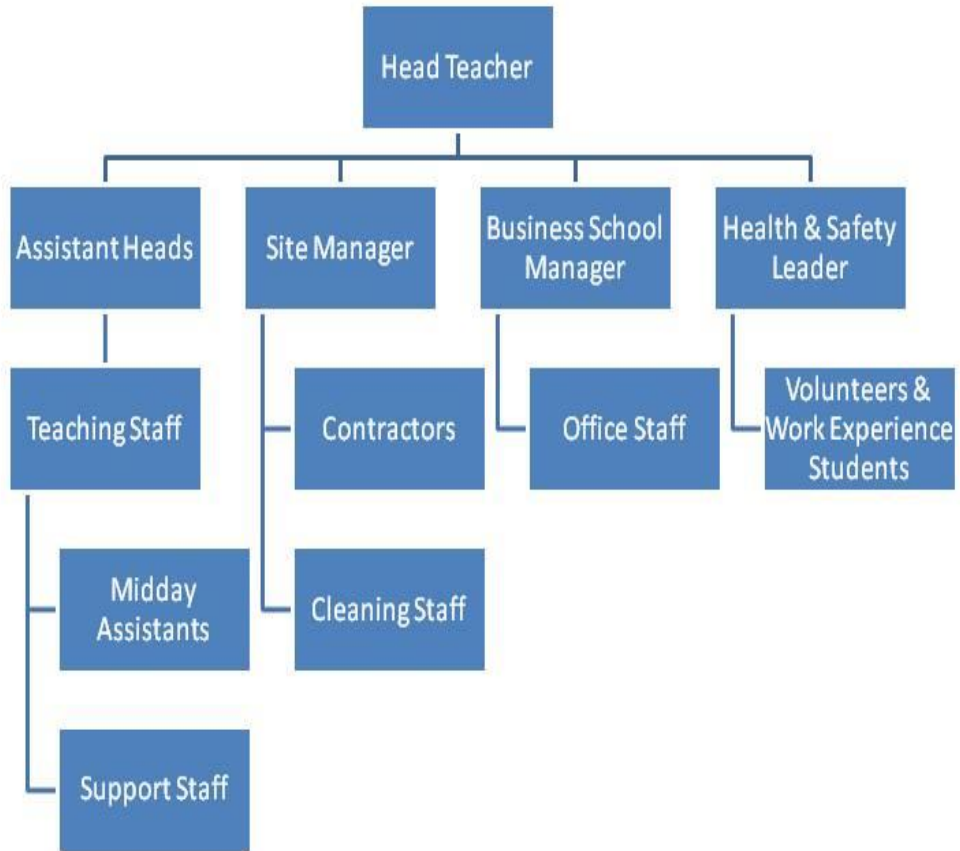 Head Teacher
Assistant Heads
Site Manager
Business School
Manager
Health & Safety
Leader
Teaching Staff
Contractors
Office Staff
Volunteers &
Work Experience
Students
Midday
Assistants
Cleaning Staff
Support Staff